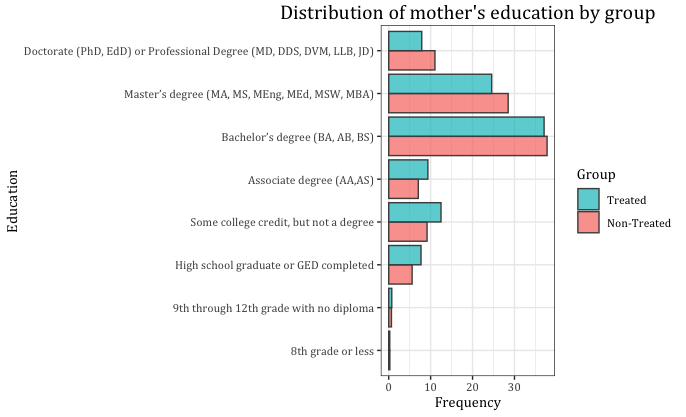 Distribution of mother's education by group
Doctorate (PhD, EdD) or Professional Degree (MD, DDS, DVM, LLB, JD)
Master's degree (MA, MS, MEng, MEd, MSW, MBA)
Bachelor's degree (BA, AB, BS)
Associate degree (AA,AS)
Some college credit, but not a degree
High school graduate or GED completed
9th through 12th grade with no diploma
8th grade or less
Education
0 10 20 30
Frequency
Group
Treated
Non-Treated